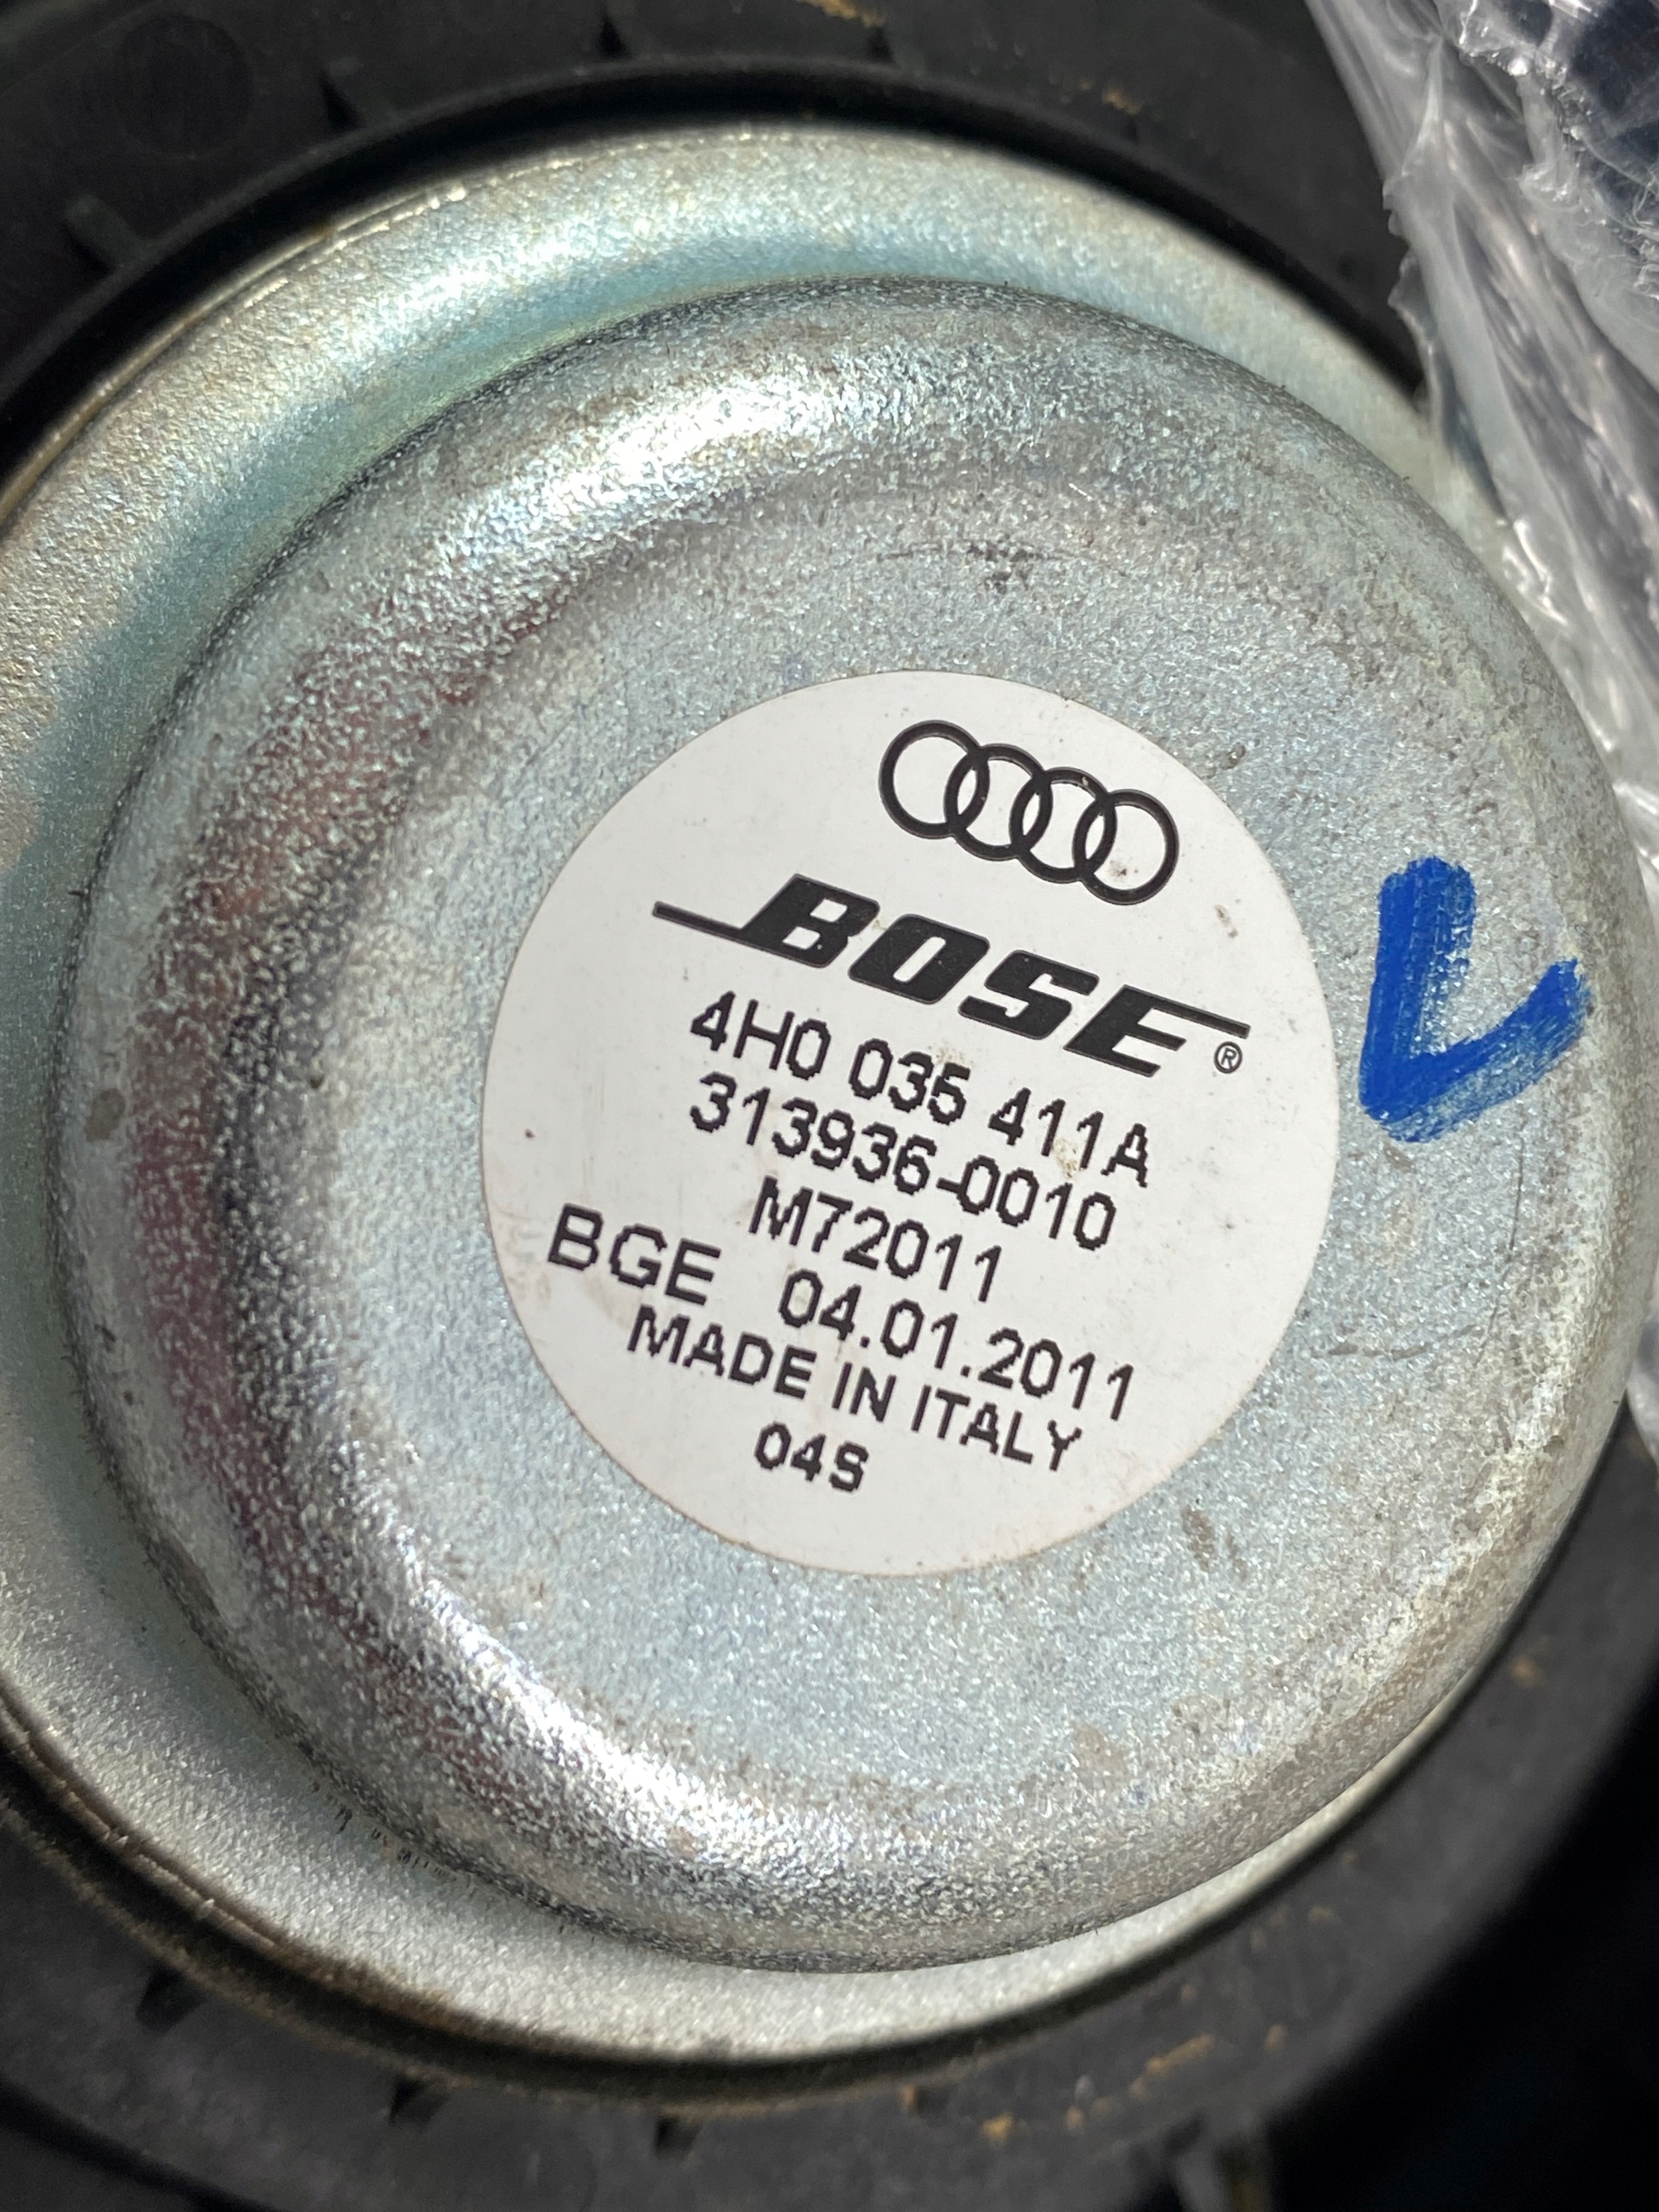 BOSE®
4H0 035 411A
313936-0010
M72011
BGE 04.01.2011
MADE IN ITALY
04S